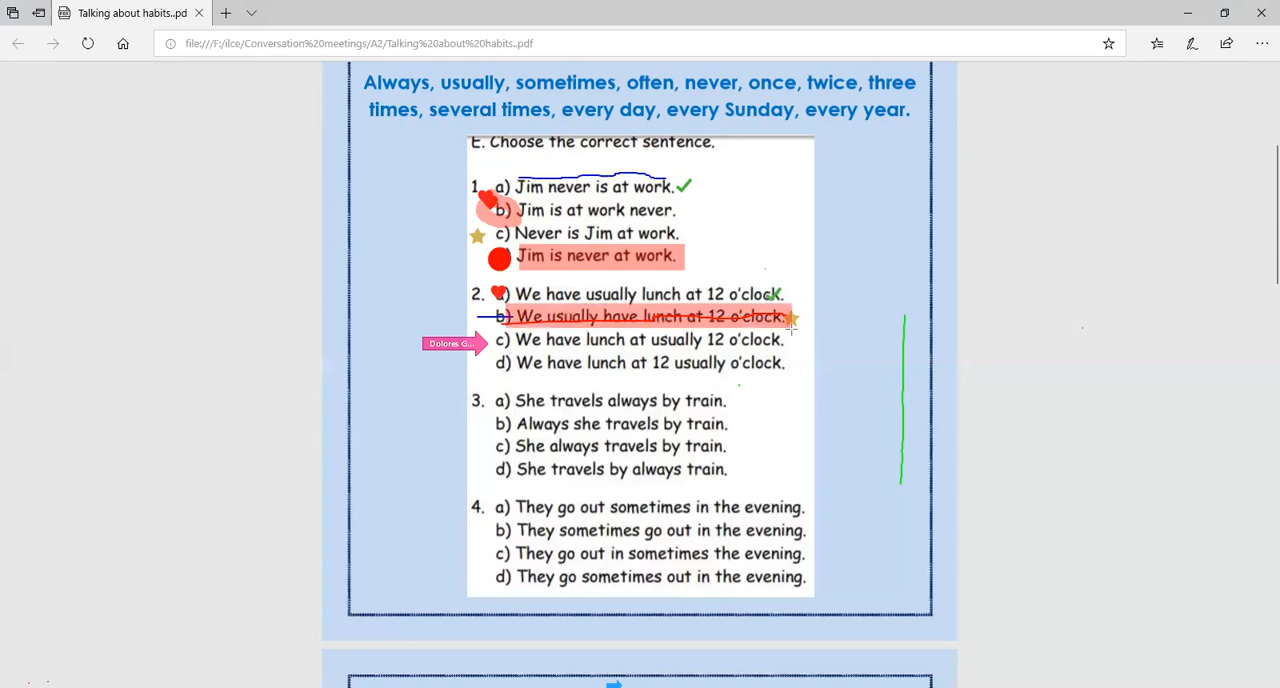 Talking about habits..pd
file:///F:/ilce/Conversation%20meetings/A2/Talking%20about%20habits..pdf
Always, usually, sometimes, often, never, once, twice, three
times, several times, every day, every Sunday, every year.
E. Choose the correct sentence.
1. a) Jim never is at work.
b) Jim is at work never.
c) Never is Jim at work.
Jim is never at work.
2. a) We have usually lunch at 12 o'clock.
b) We usually have lunch at 12 o'clock.
Dolores G...
c) We have lunch at usually 12 o'clock.
d) We have lunch at 12 usually o'clock.
3. a) She travels always by train.
b) Always she travels by train.
c) She always travels by train.
d) She travels by always train.
4. a) They go out sometimes in the evening.
b) They sometimes go out in the evening.
c) They go out in sometimes the evening.
d) They go sometimes out in the evening.